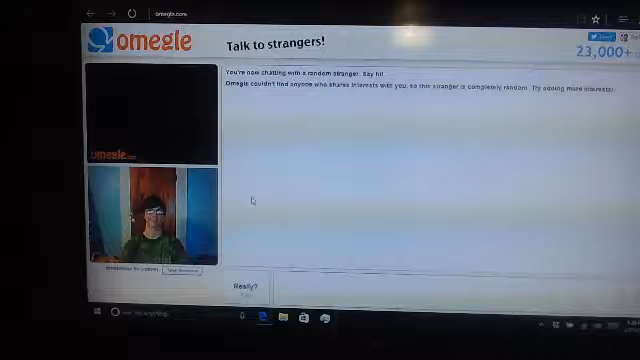 omegle.com
omegle
Talk to strangers!
23,000+
You're now chatting with a random stranger. Say hi!
Omegle couldn't find anyone who shares interests with you, so this stranger is completely random. Try adding more interests!
omegle
Really?